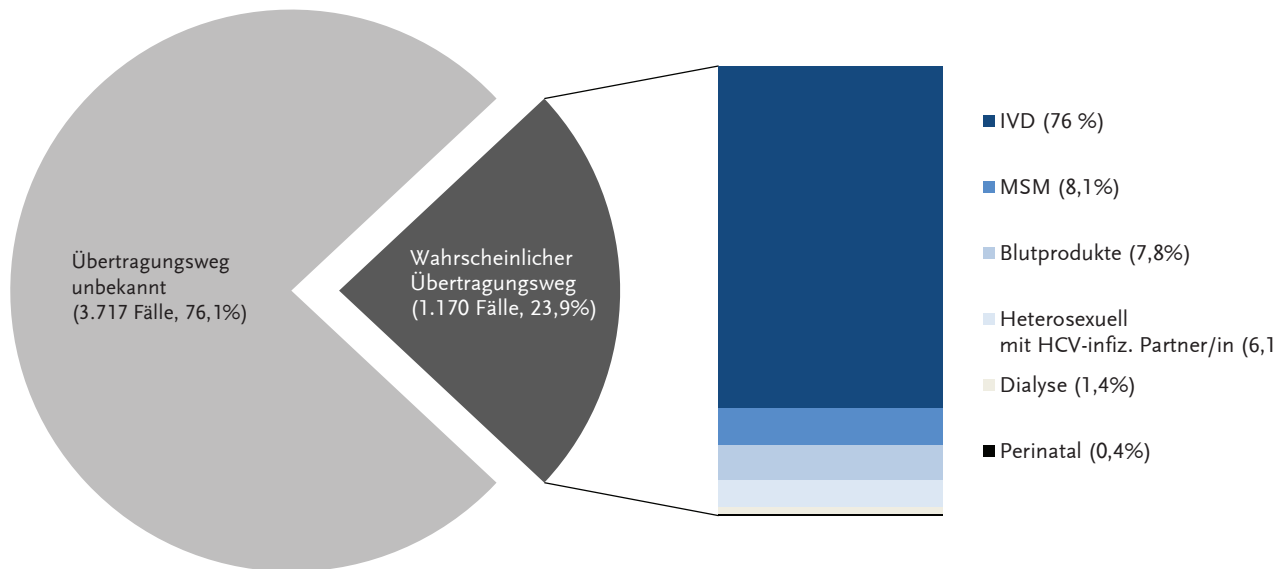 Übertragungsweg
unbekannt
(3.717 Fälle, 76,1%)
Wahrscheinlicher
Übertragungsweg
(1.170 Fälle, 23,9%)
IVD (76 %)
MSM (8,1%)
Blutprodukte (7,8%)
Heterosexuell
mit HCV-infiz. Partner/in (6,1
Dialyse (1,4%)
Perinatal (0,4%)